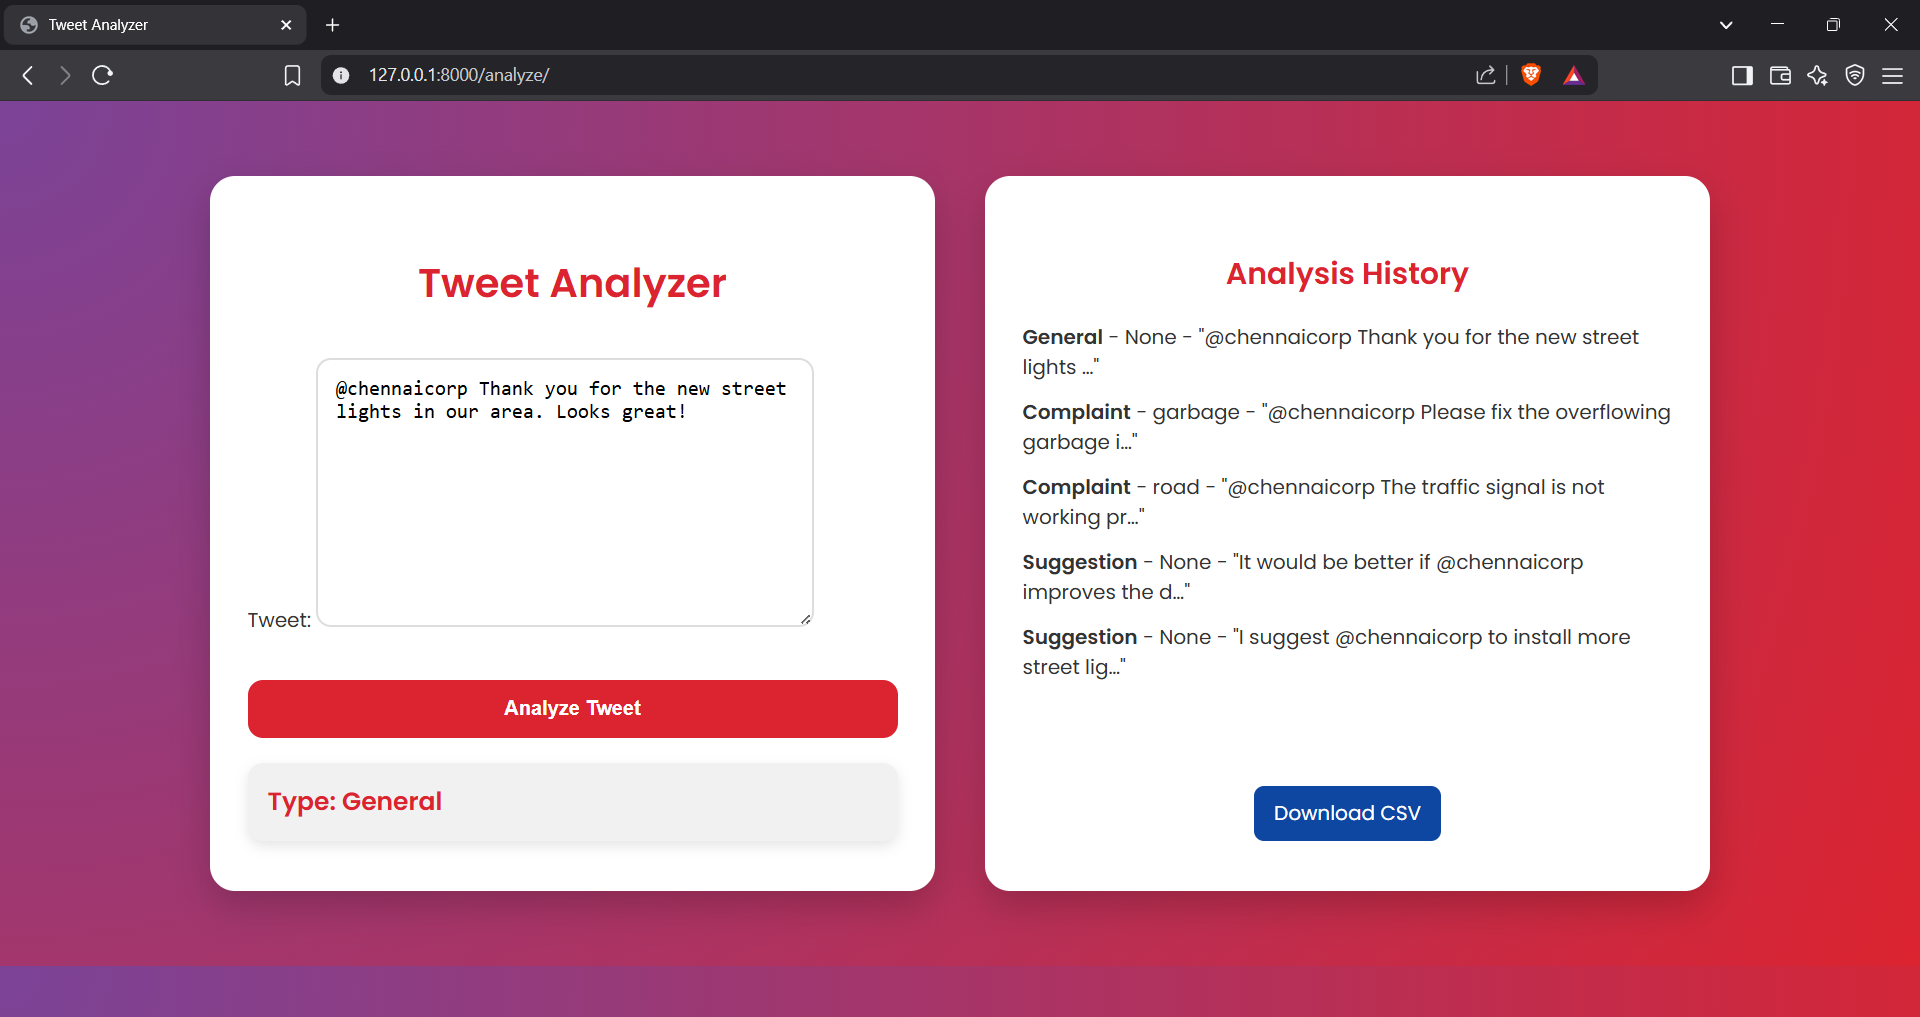 Tweet Analyzer
127.0.0.1:8000/analyze/
Tweet Analyzer
@chennaicorp Thank you for the new street
lights in our area. Looks great!
Tweet:
Analyze Tweet
Type: General
Analysis History
General - None - "@chennaicorp Thank you for the new street
lights ..."
Complaint - garbage - "@chennaicorp Please fix the overflowing
garbage i..."
Complaint - road - "@chennaicorp The traffic signal is not
working pr..."
Suggestion - None - "It would be better if @chennaicorp
improves the d..."
Suggestion - None - "I suggest @chennaicorp to install more
street lig..."
Download CSV